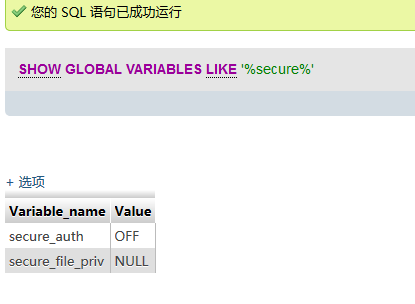 您的 SQL 语句已成功运行
SHOW GLOBAL VARIABLES LIKE '%secure%'
+ 选项
Variable_name Value
secure_auth OFF
secure_file_priv NULL